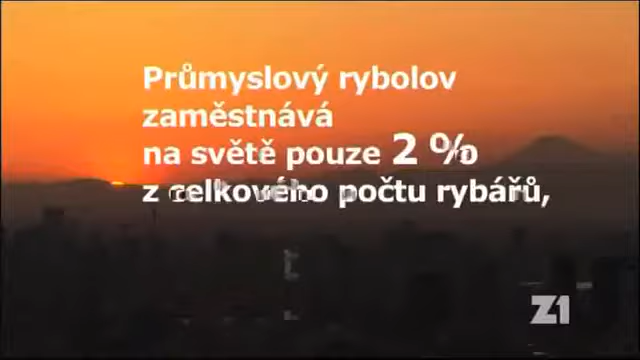 Průmyslový rybolov
zaměstnává
na světě pouze 2 %
z celkového počtu rybářů,
Z1